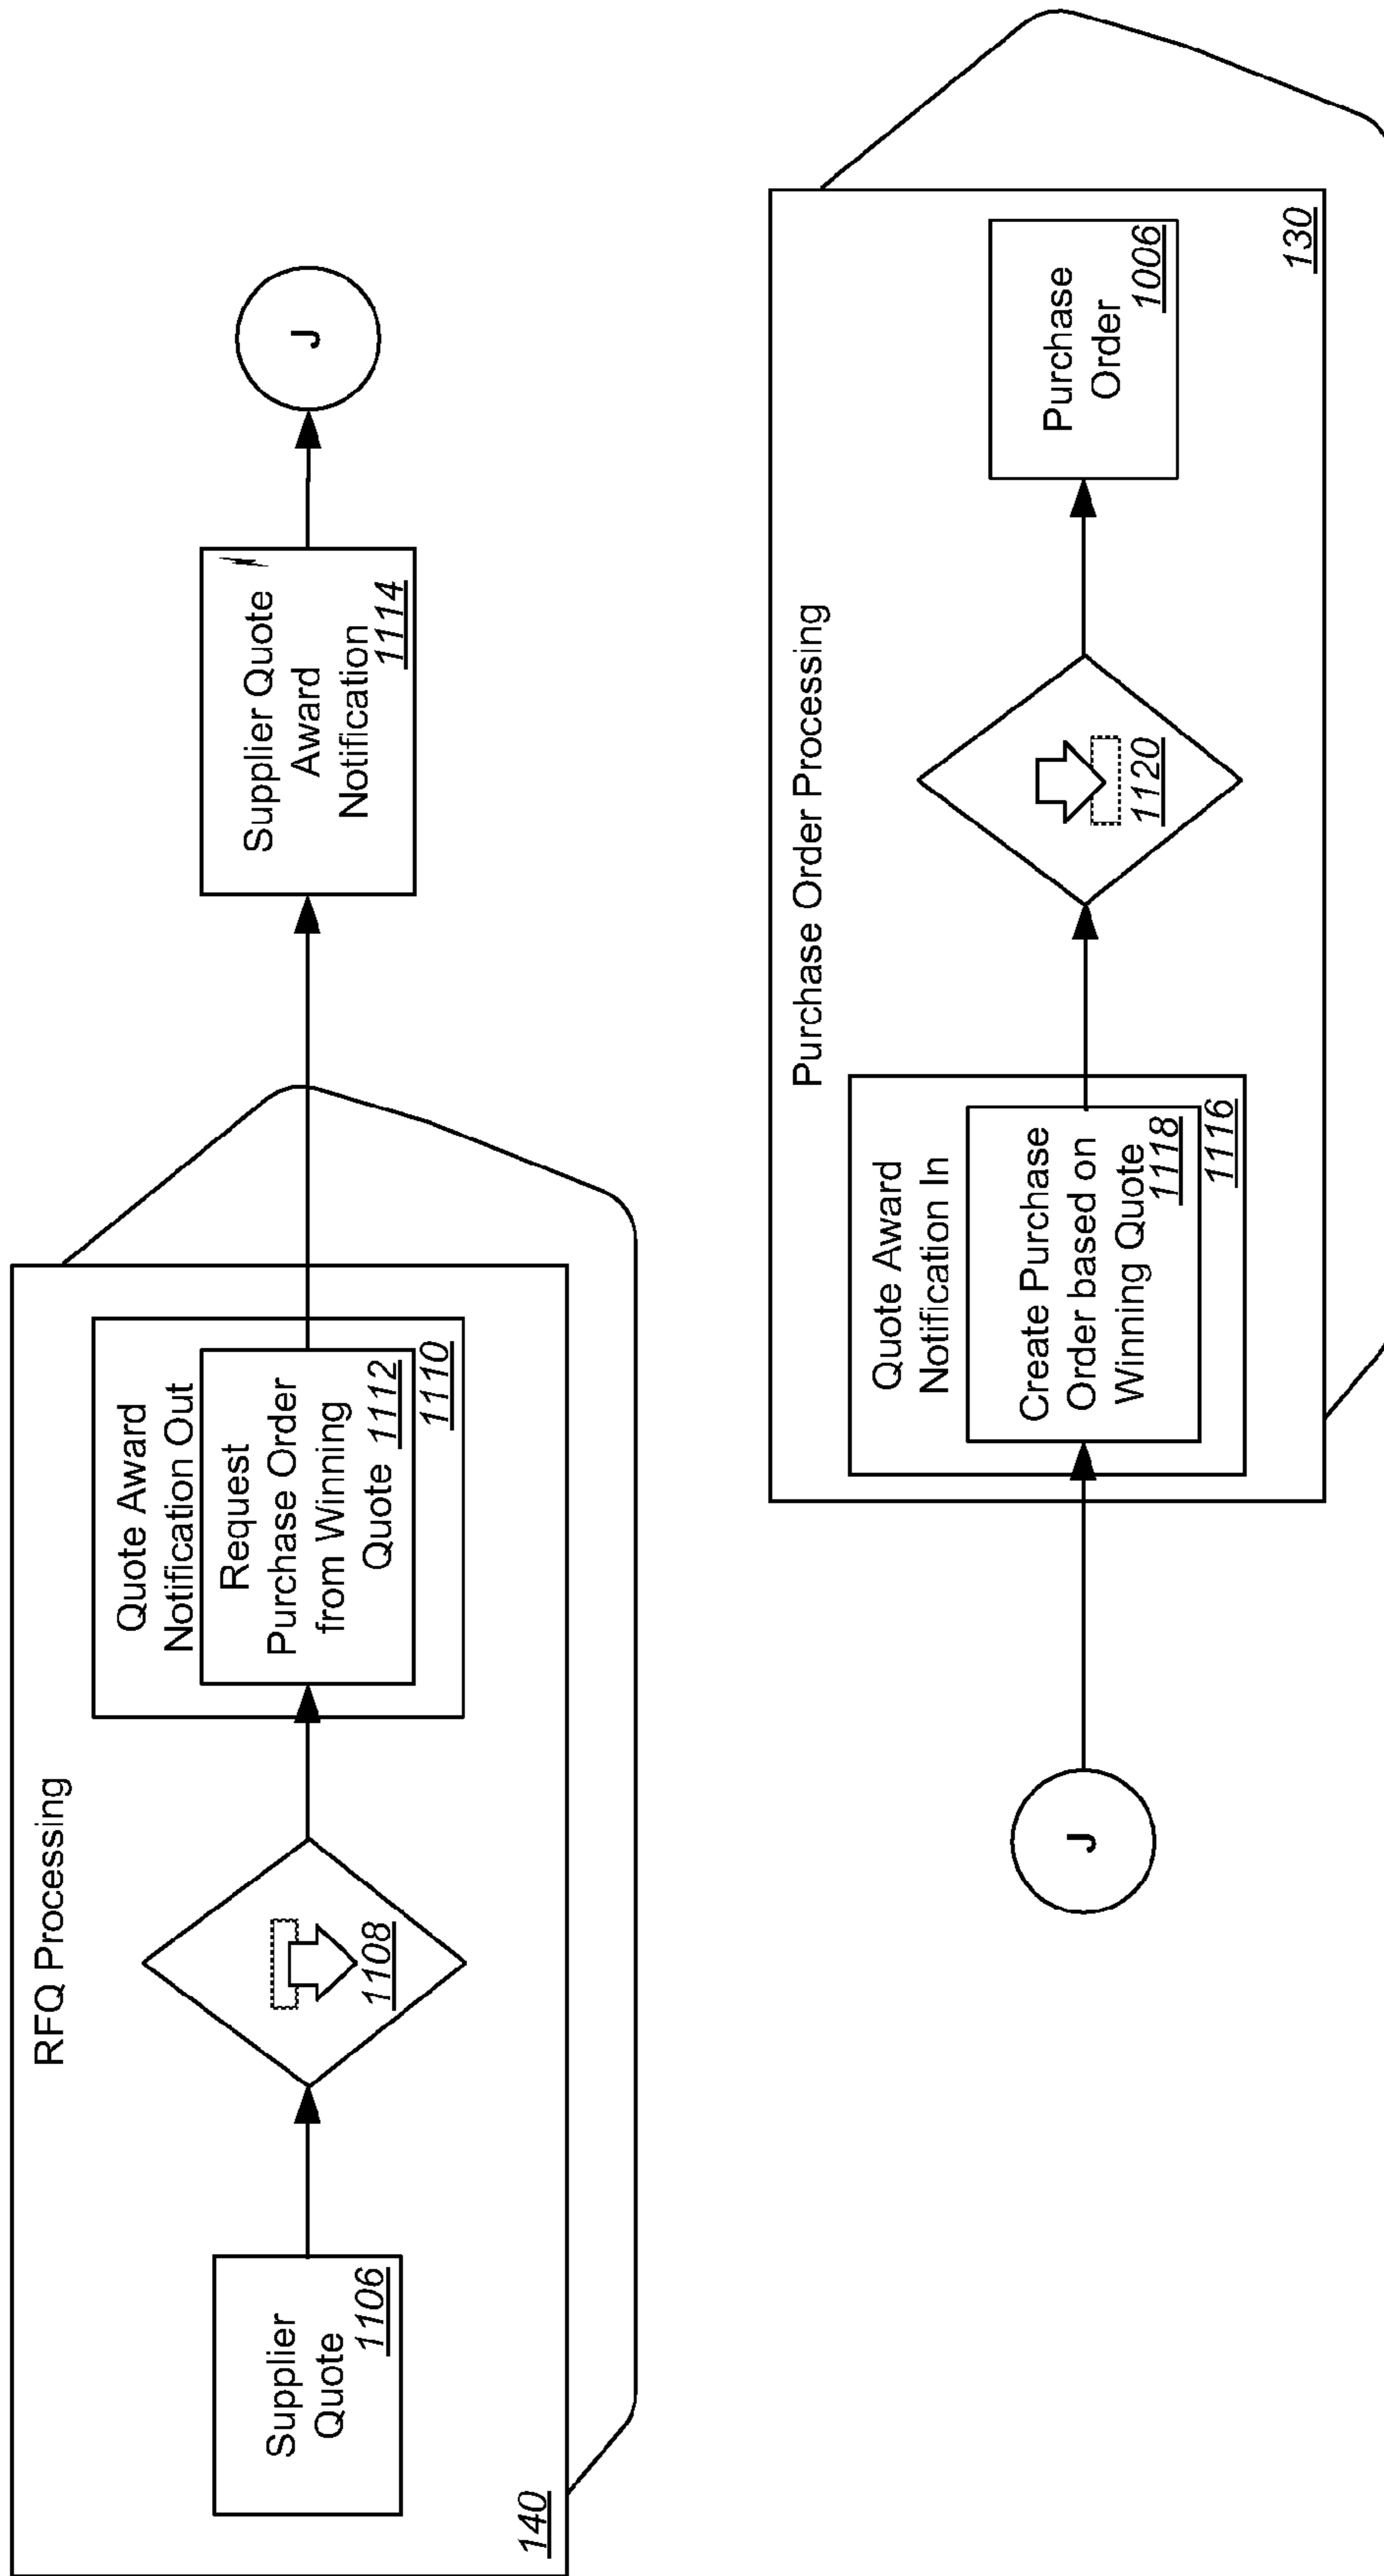 RFQ Processing
Supplier
Quote
1106
1108
Quote Award
Notification Out
Request
Purchase Order
from Winning
Quote 1112
1110
140
Supplier Quote
Award
Notification
1114
J
J
Purchase Order Processing
Quote Award
Notification In
Create Purchase
Order based on
Winning Quote
1118
1116
1120
Purchase
Order
1006
130